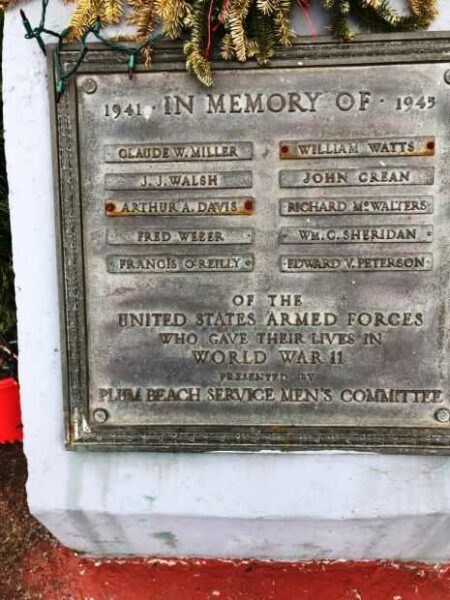 1941 · IN MEMORY OF · 1945
CLAUDE W. MILLER
WILLIAM WATTS
J. J. WALSH
JOHN CREAN
ARTHUR A. DAVIS
RICHARD McWALTERS
FRED WEBER
WM. C. SHERIDAN
FRANCIS O'REILLY
EDWARD V. PETERSON
OF THE
UNITED STATES ARMED FORCES
WHO GAVE THEIR LIVES IN
WORLD WAR II
PRESENTED BY
PLUM BEACH SERVICE MEN'S COMMITTEE